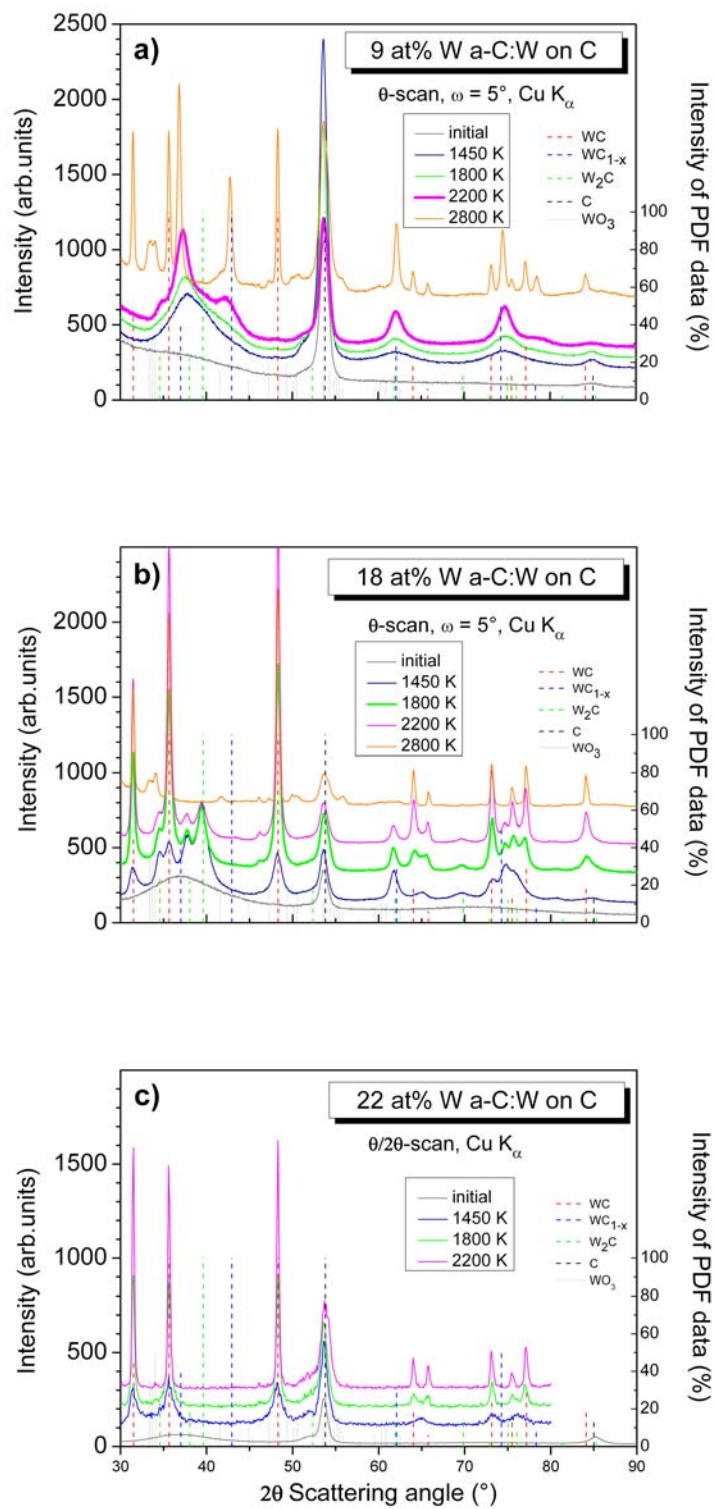 a)
9 at% W a-C:W on C
θ-scan, ω = 5°, Cu Kα
initial
1450 K
1800 K
2200 K
2800 K
WC
WC1-x
W2C
C
WO3
2500
2000
1500
1000
500
0
Intensity (arb.units)
100
80
60
40
20
0
Intensity of PDF data (%)
b)
18 at% W a-C:W on C
θ-scan, ω = 5°, Cu Kα
initial
1450 K
1800 K
2200 K
2800 K
WC
WC1-x
W2C
C
WO3
2000
1500
1000
500
0
Intensity (arb.units)
100
80
60
40
20
0
Intensity of PDF data (%)
c)
22 at% W a-C:W on C
θ/2θ-scan, Cu Kα
initial
1450 K
1800 K
2200 K
WC
WC1-x
W2C
C
WO3
1500
1000
500
0
Intensity (arb.units)
100
80
60
40
20
0
Intensity of PDF data (%)
30 40 50 60 70 80 90
2θ Scattering angle (°)